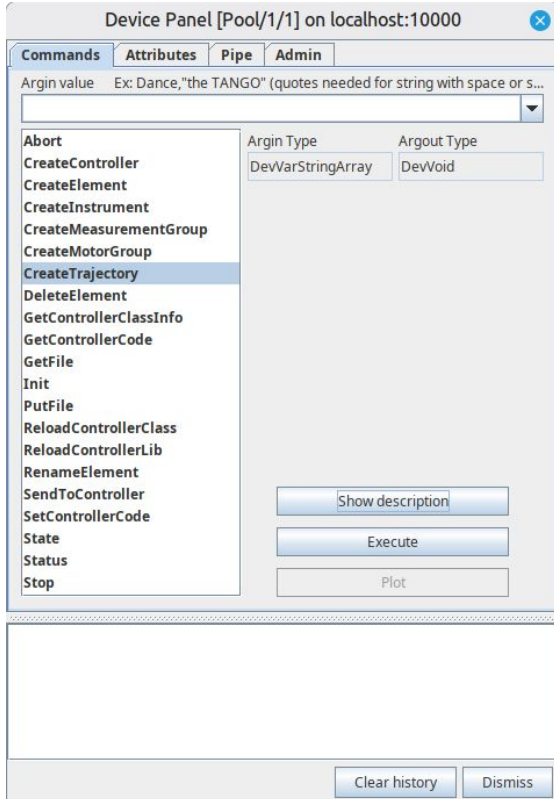 Device Panel [Pool/1/1] on localhost:10000
Commands Attributes Pipe Admin
Argin value Ex: Dance,"the TANGO" (quotes needed for string with space or s...
Abort
CreateController
CreateElement
CreateInstrument
CreateMeasurementGroup
CreateMotorGroup
CreateTrajectory
DeleteElement
GetControllerClassInfo
GetControllerCode
GetFile
Init
PutFile
ReloadControllerClass
ReloadControllerLib
RenameElement
SendToController
SetControllerCode
State
Status
Stop
Argin Type Argout Type
DevVarStringArray DevVoid
Show description
Execute
Plot
Clear history Dismiss